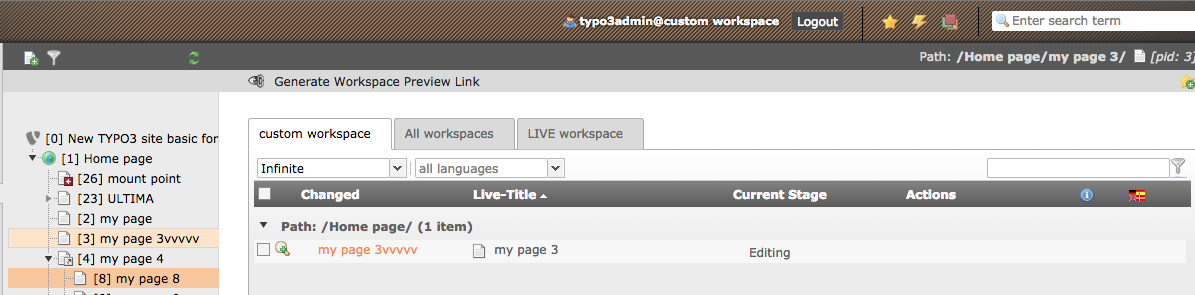 typo3admin@custom workspace Logout Enter search term
Path: /Home page/my page 3/ [pid: 3]
Generate Workspace Preview Link
[0] New TYPO3 site basic for
[1] Home page
[26] mount point
[23] ULTIMA
[2] my page
[3] my page 3vvvvv
[4] my page 4
[8] my page 8
custom workspace All workspaces LIVE workspace
Infinite all languages
Changed Live-Title Current Stage Actions
Path: /Home page/ (1 item)
my page 3vvvvv my page 3 Editing